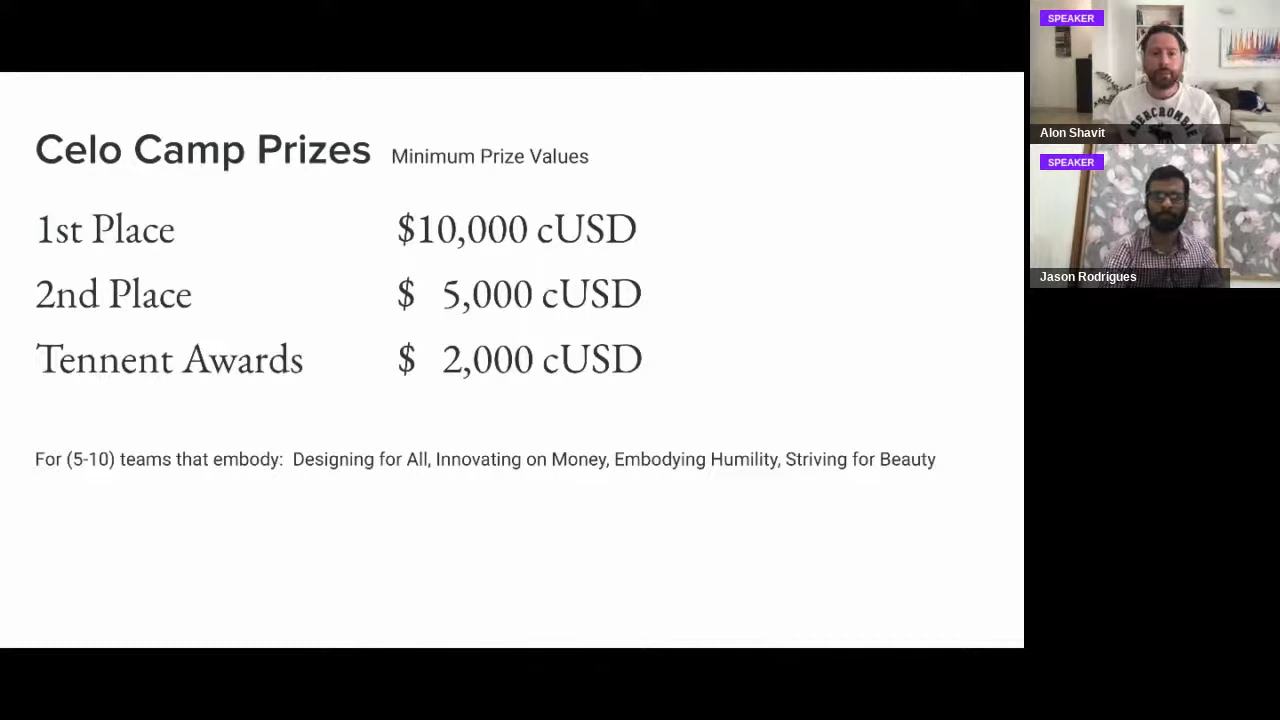 Celo Camp Prizes Minimum Prize Values
1st Place $10,000 cUSD
2nd Place $ 5,000 cUSD
Tennent Awards $ 2,000 cUSD
For (5-10) teams that embody: Designing for All, Innovating on Money, Embodying Humility, Striving for Beauty
SPEAKER
ABERCROMBIE
Alon Shavit
SPEAKER
Jason Rodrigues